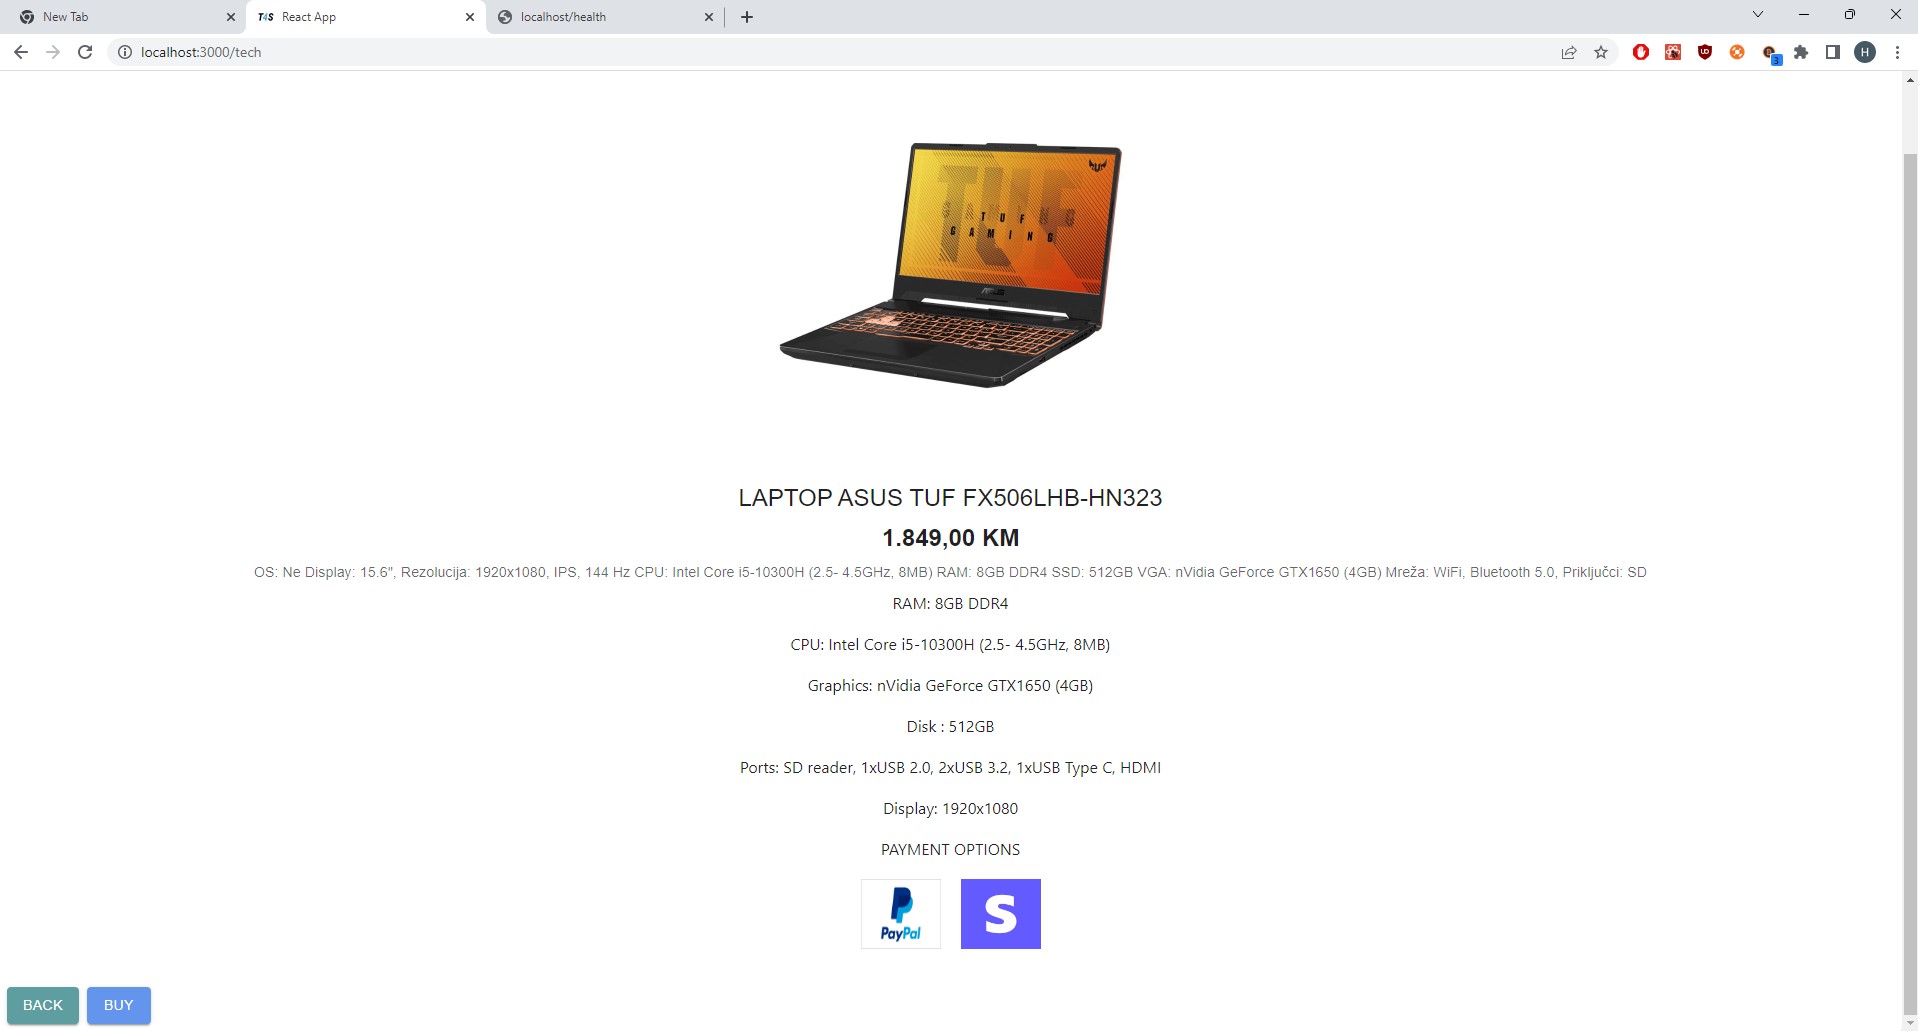 New Tab
T4S React App
localhost/health
localhost:3000/tech
3
H
TUF
TUF
GAMING
ASUS
LAPTOP ASUS TUF FX506LHB-HN323
1.849,00 KM
OS: Ne Display: 15.6", Rezolucija: 1920x1080, IPS, 144 Hz CPU: Intel Core i5-10300H (2.5- 4.5GHz, 8MB) RAM: 8GB DDR4 SSD: 512GB VGA: nVidia GeForce GTX1650 (4GB) Mreža: WiFi, Bluetooth 5.0, Priključci: SD
RAM: 8GB DDR4
CPU: Intel Core i5-10300H (2.5- 4.5GHz, 8MB)
Graphics: nVidia GeForce GTX1650 (4GB)
Disk : 512GB
Ports: SD reader, 1xUSB 2.0, 2xUSB 3.2, 1xUSB Type C, HDMI
Display: 1920x1080
PAYMENT OPTIONS
PayPal
S
BACK
BUY